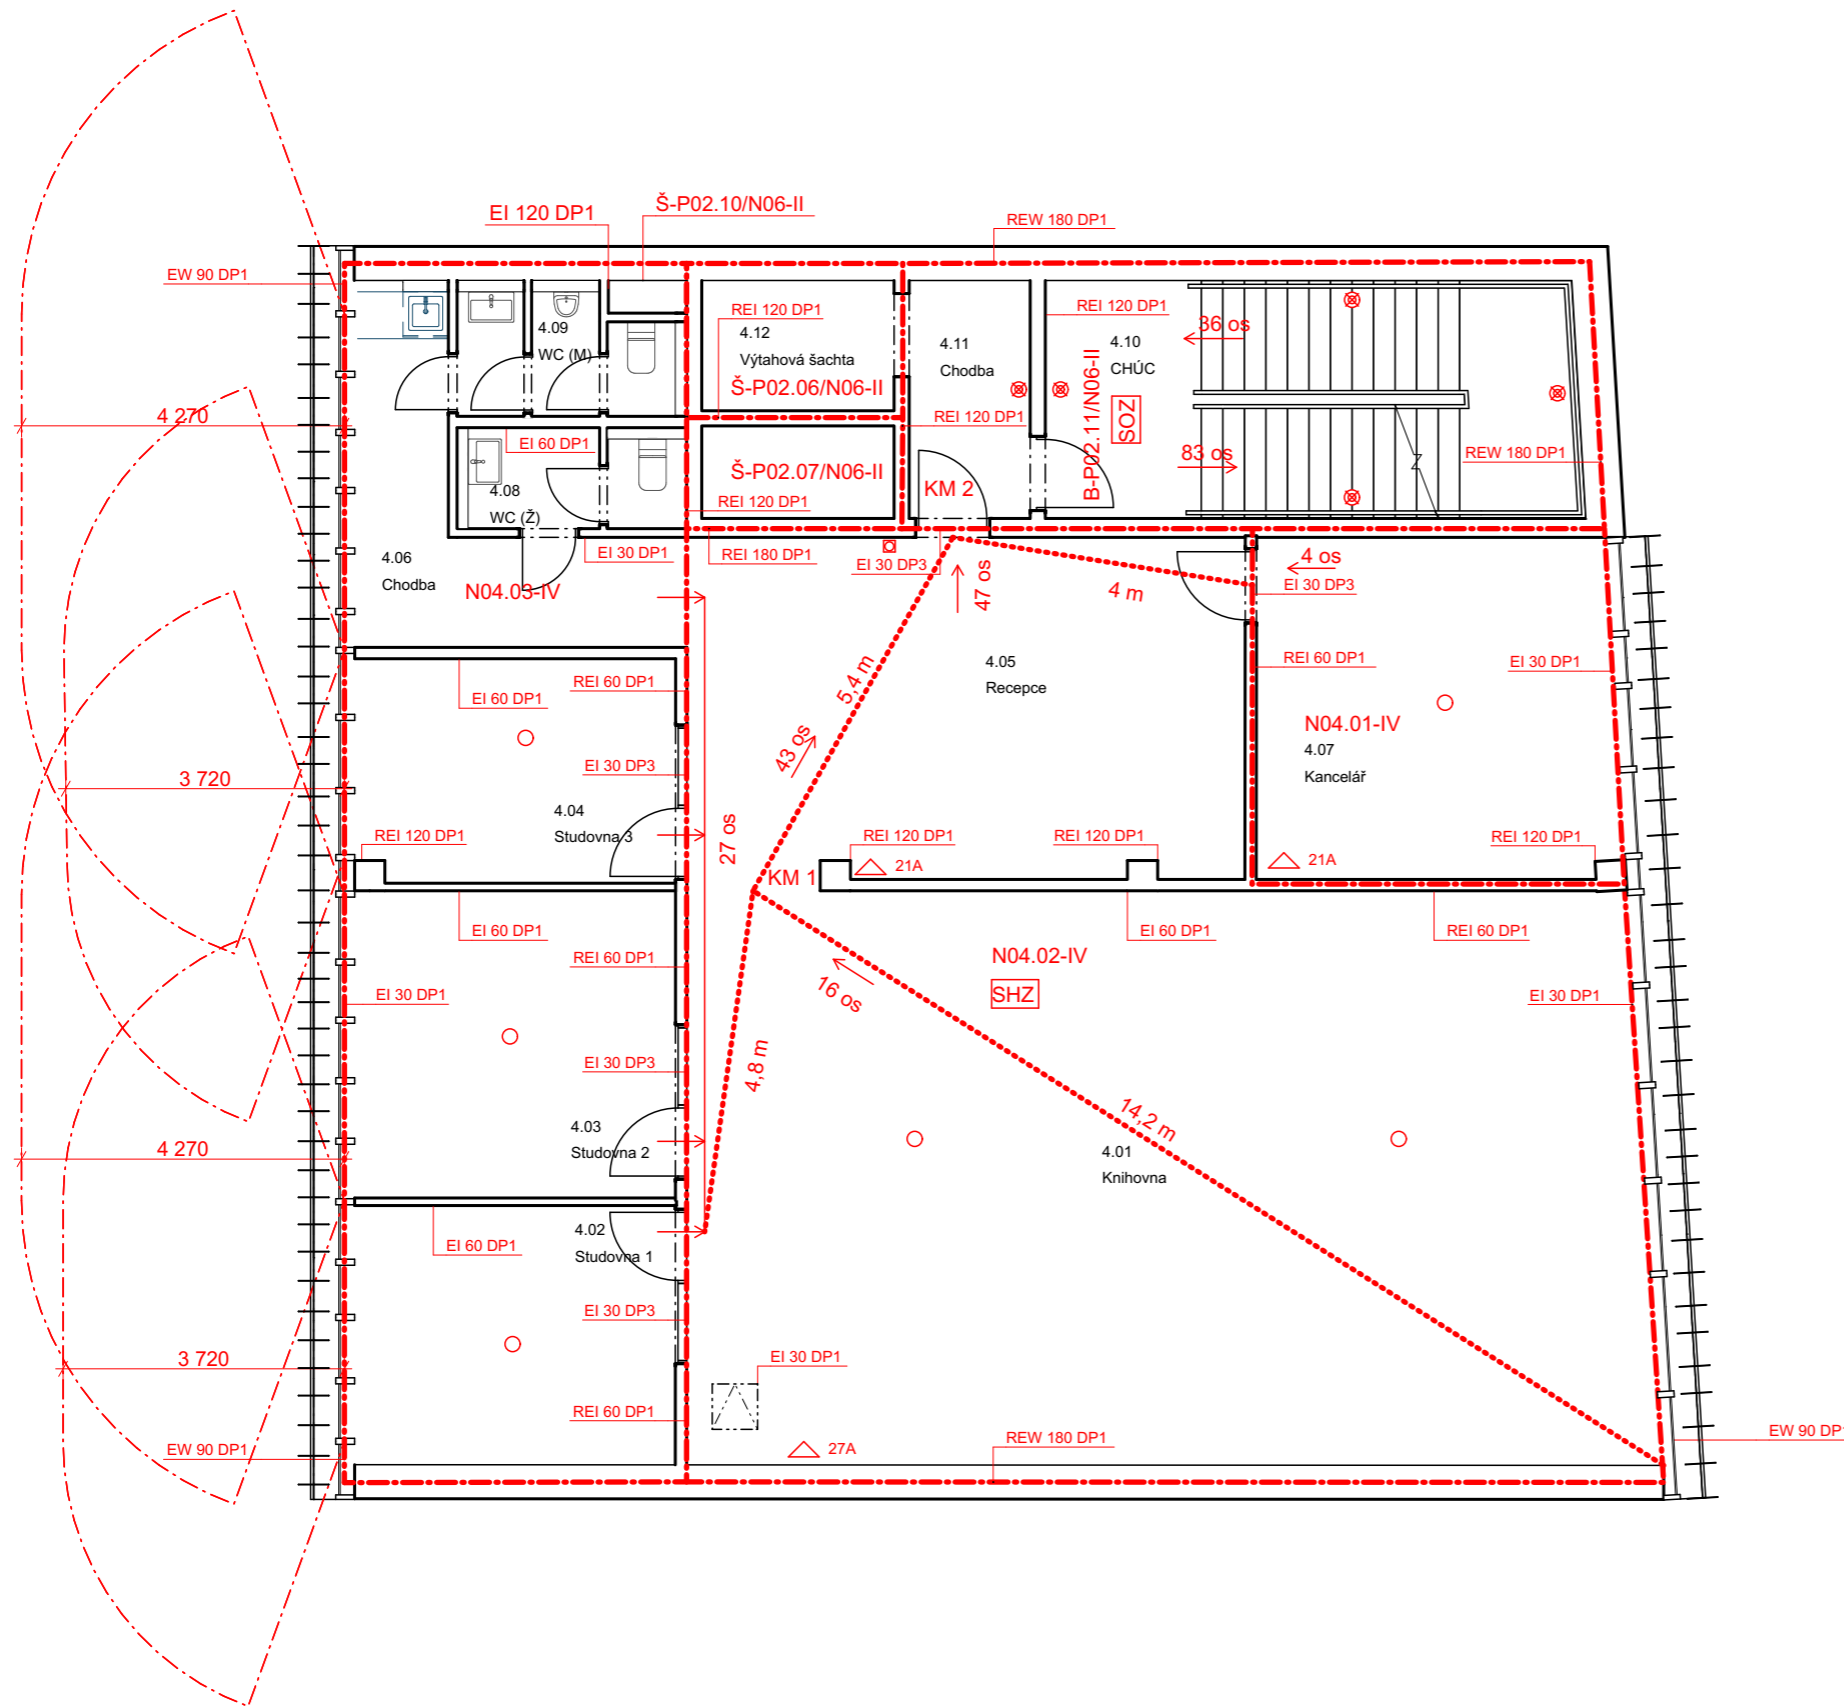 Š-P02.10/N06-II
EI 120 DP1
REW 180 DP1
EW 90 DP1
4.09
WC (M)
REI 120 DP1
4.12
Výtahová šachta
Š-P02.06/N06-II
4.11
Chodba
REI 120 DP1
4.10
CHÚC
36 os
B-P02.11/N06-II
SOZ
4 270
REI 120 DP1
EI 60 DP1
83 os
REW 180 DP1
Š-P02.07/N06-II
4.08
WC (Ž)
REI 120 DP1
KM 2
4.06
Chodba
EI 30 DP1
REI 180 DP1
EI 30 DP3
4 os
EI 30 DP3
N04.03-IV
47 os
4 m
4.05
Recepce
REI 60 DP1
EI 30 DP1
EI 60 DP1
REI 60 DP1
5,4 m
N04.01-IV
4.07
Kancelář
43 os
EI 30 DP3
3 720
4.04
Studovna 3
27 os
REI 120 DP1
REI 120 DP1
REI 120 DP1
REI 120 DP1
21A
21A
KM 1
EI 60 DP1
EI 60 DP1
REI 60 DP1
REI 60 DP1
N04.02-IV
SHZ
16 os
EI 30 DP1
EI 30 DP1
EI 30 DP3
4,8 m
14,2 m
4.03
Studovna 2
4 270
4.01
Knihovna
4.02
Studovna 1
EI 60 DP1
EI 30 DP3
3 720
EI 30 DP1
REI 60 DP1
EW 90 DP1
27A
REW 180 DP1
EW 90 DP1